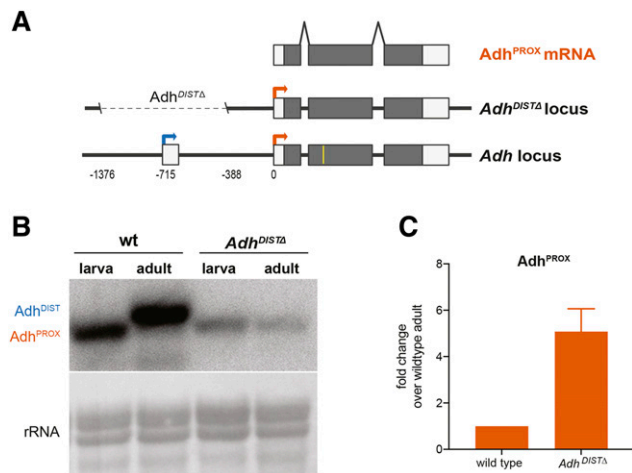 A
Adh^PROX mRNA
Adh^DISTΔ
Adh^DISTΔ locus
Adh locus
-1376 -715 -388 0
B
wt Adh^DISTΔ
larva adult larva adult
Adh^DIST
Adh^PROX
rRNA
C
Adh^PROX
fold change
over wildtype adult
8
6
4
2
0
wild type Adh^DISTΔ